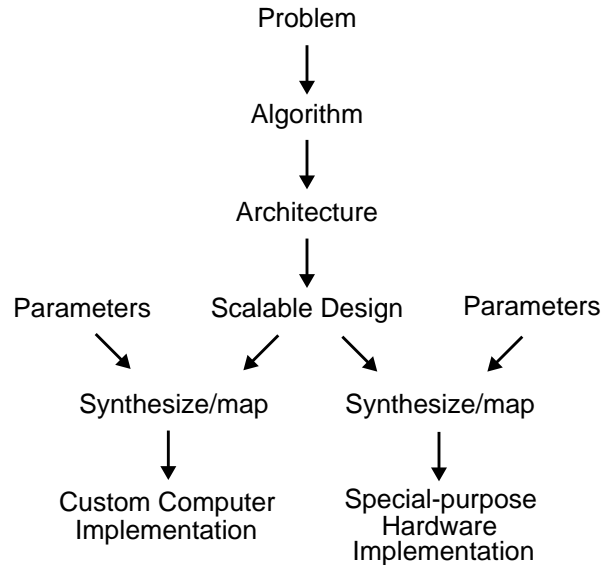 Problem
Algorithm
Architecture
Parameters
Scalable Design
Parameters
Synthesize/map
Synthesize/map
Custom Computer
Implementation
Special-purpose
Hardware
Implementation